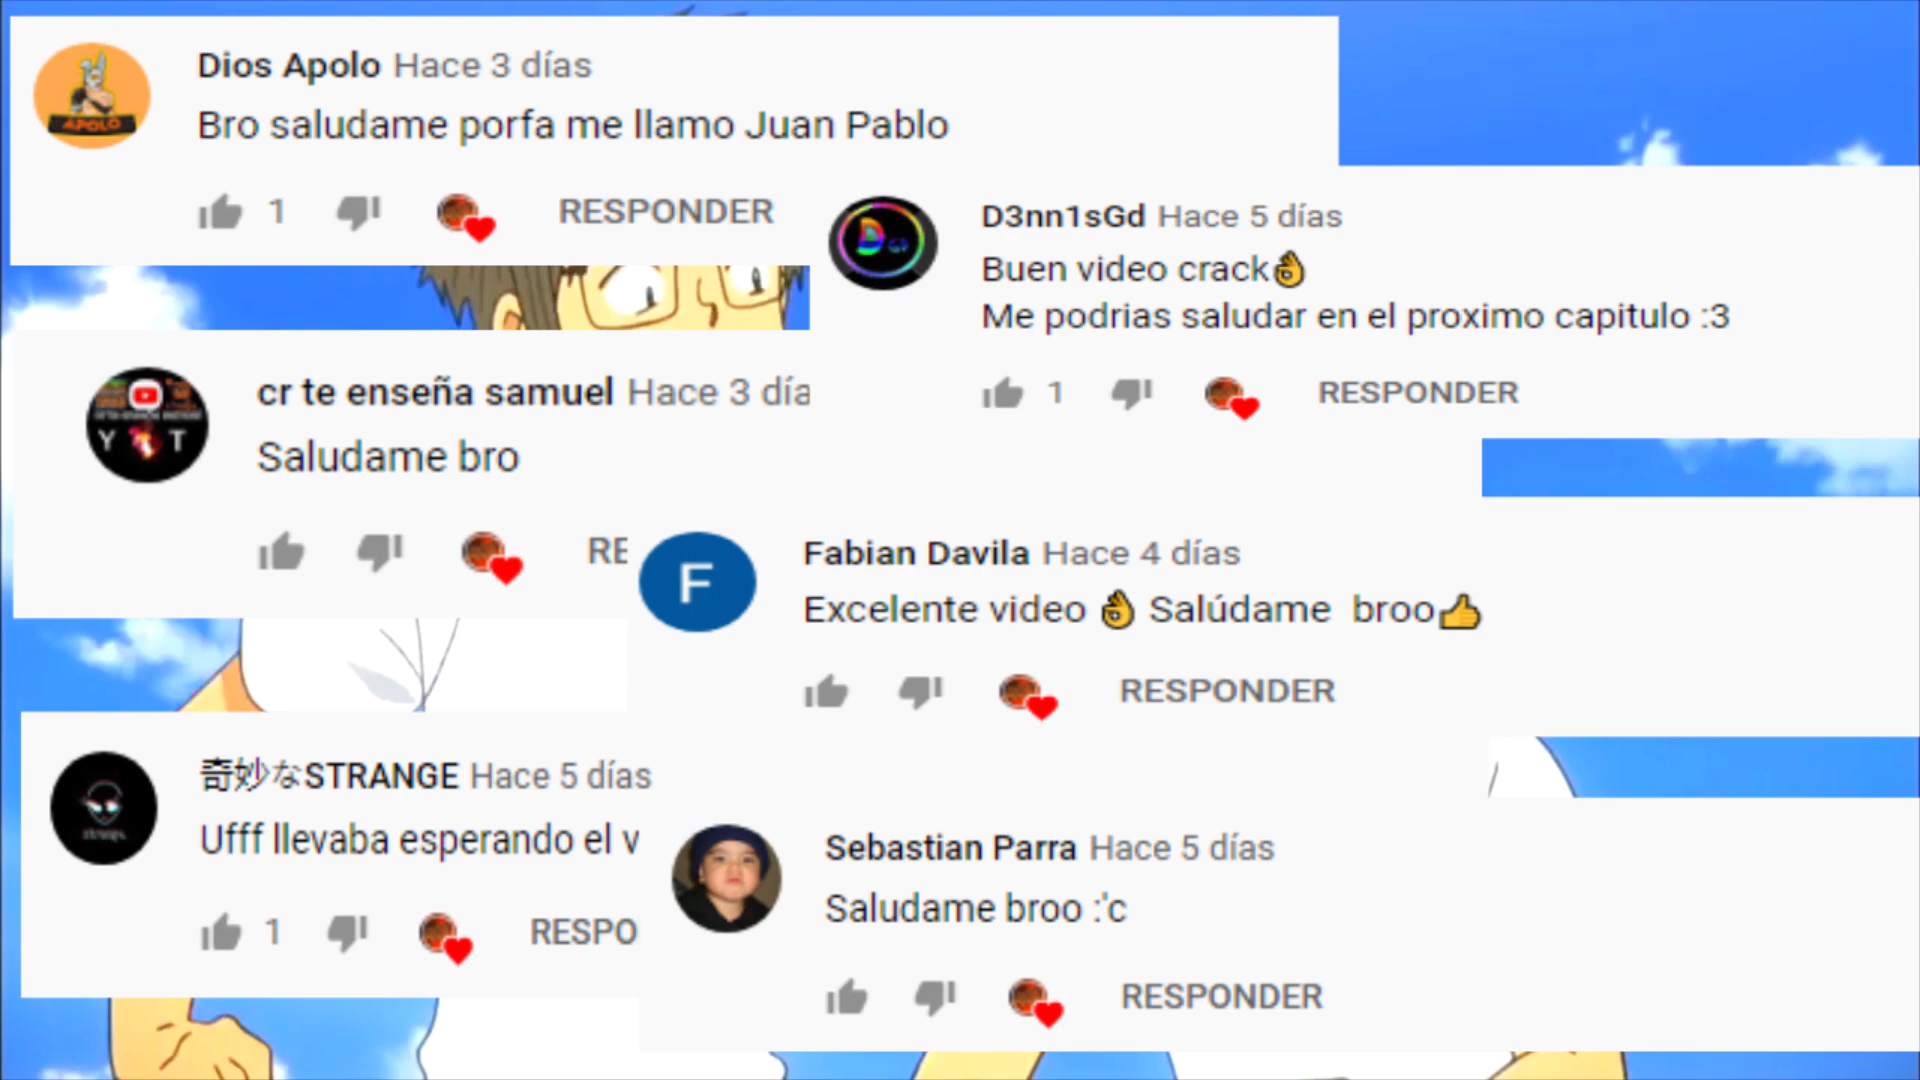 Dios Apolo Hace 3 días
Bro saludame porfa me llamo Juan Pablo
1 RESPONDER
APOLO
D3nn1sGd Hace 5 días
Buen video crack👌
Me podrias saludar en el proximo capitulo :3
1 RESPONDER
cr te enseña samuel Hace 3 día
Saludame bro
RE
Y T
F
Fabian Davila Hace 4 días
Excelente video 👌 Salúdame broo👍
RESPONDER
奇妙なSTRANGE Hace 5 días
Ufff llevaba esperando el v
1 RESPO
Sebastian Parra Hace 5 días
Saludame broo :'c
RESPONDER